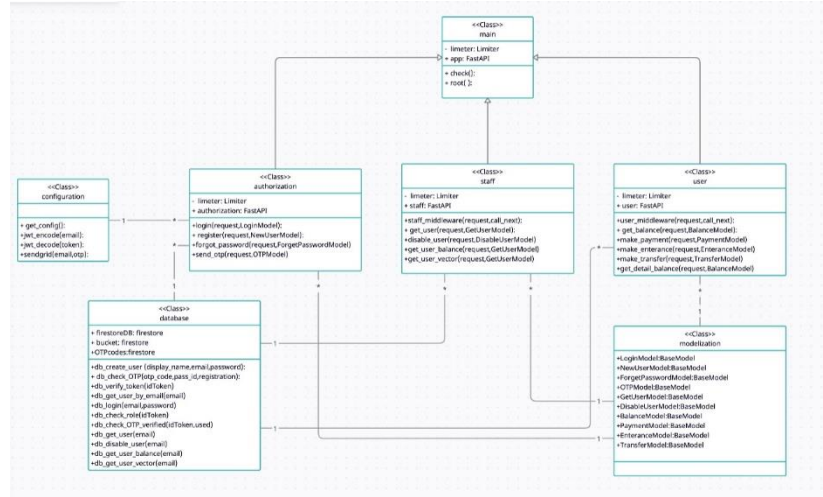 <<Class>>
main
- limeter: Limiter
+ app: FastAPI
+ check():
+ root( ):
<<Class>>
configuration
+ get_config():
+jwt_encode(email):
+jwt_decode(token):
+sendgrid(email,otp):
<<Class>>
authorization
- limeter: Limiter
+ authorization: FastAPI
+login(request,LoginModel):
+ register(request,NewUserModel):
+forgot_password(request,ForgetPasswordModel)
+send_otp(request,OTPModel)
<<Class>>
staff
- limeter: Limiter
+ staff: FastAPI
+staff_middleware(request,call_next):
+ get_user(request,GetUserModel):
+disable_user(request,DisableUserModel)
+get_user_balance(request,GetUserModel)
+get_user_vector(request,GetUserModel)
<<Class>>
user
- limeter: Limiter
+ user: FastAPI
+user_middleware(request,call_next):
+ get_balance(request,BalanceModel):
+make_payment(request,PaymentModel)
+make_enterance(request,EnteranceModel)
+make_transfer(request,TransferModel)
+get_detail_balance(request,BalanceModel)
<<Class>>
database
+ firestoreDB: firestore
+ bucket: firestore
+OTPcodes:firestore
+db_create_user (display_name,email,password):
+ db_check_OTP(otp_code,pass_id,registration):
+db_verify_token(idToken)
+db_get_user_by_email(email)
+db_login(email,password)
+db_check_role(idToken)
+db_check_OTP_verified(idToken,used)
+db_get_user(email)
+db_disable_user(email)
+db_get_user_balance(email)
+db_get_user_vector(email)
<<Class>>
modelization
+LoginModel:BaseModel
+NewUserModel:BaseModel
+ForgetPasswordModel:BaseModel
+OTPModel:BaseModel
+GetUserModel:BaseModel
+DisableUserModel:BaseModel
+BalanceModel:BaseModel
+PaymentModel:BaseModel
+EnteranceModel:BaseModel
+TransferModel:BaseModel
1
*
*
1
*
1
*
1
*
1
*
1
*
1